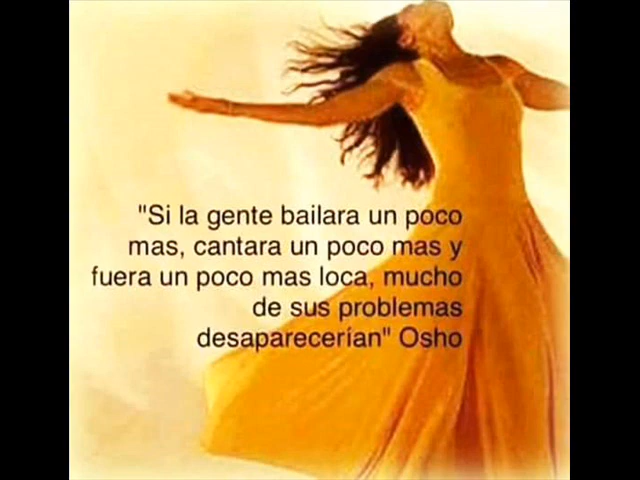 "Si la gente bailara un poco
mas, cantara un poco mas y
fuera un poco mas loca, mucho
de sus problemas
desaparecerían" Osho